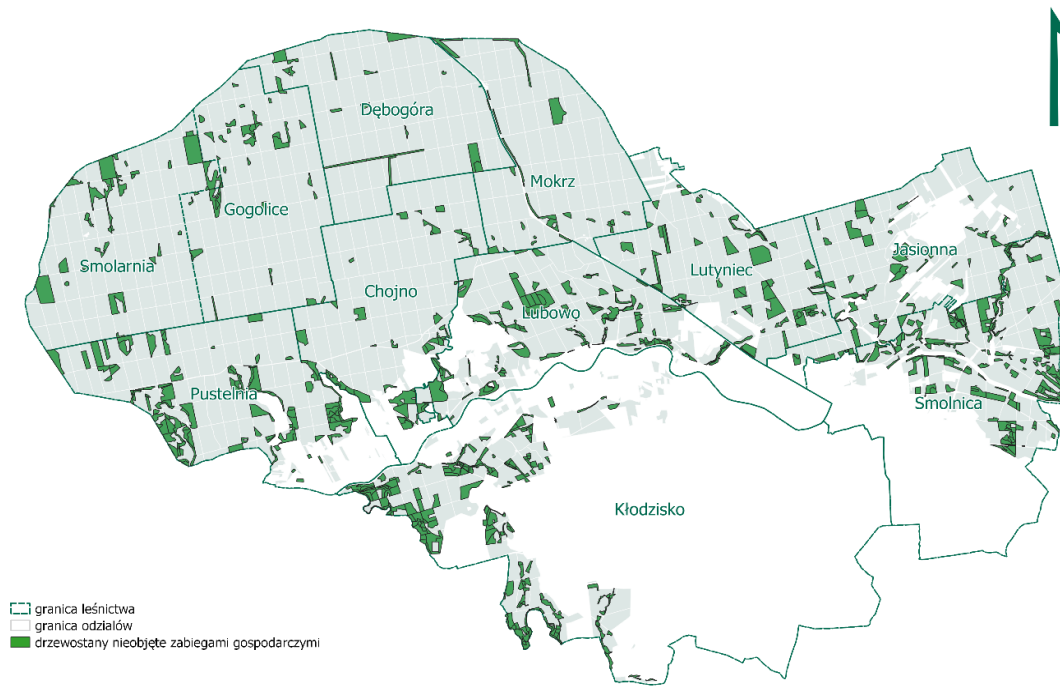 Dębogóra
Mokrz
Gogolice
Jasionna
Smolarnia
Lutyniec
Chojno
Lubowo
Pustelnia
Smolnica
Kłodzisko
granica leśnictwa
granica odziałów
drzewostany nieobjęte zabiegami gospodarczymi